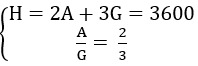 H = 2A + 3G = 3600
A/G = 2/3